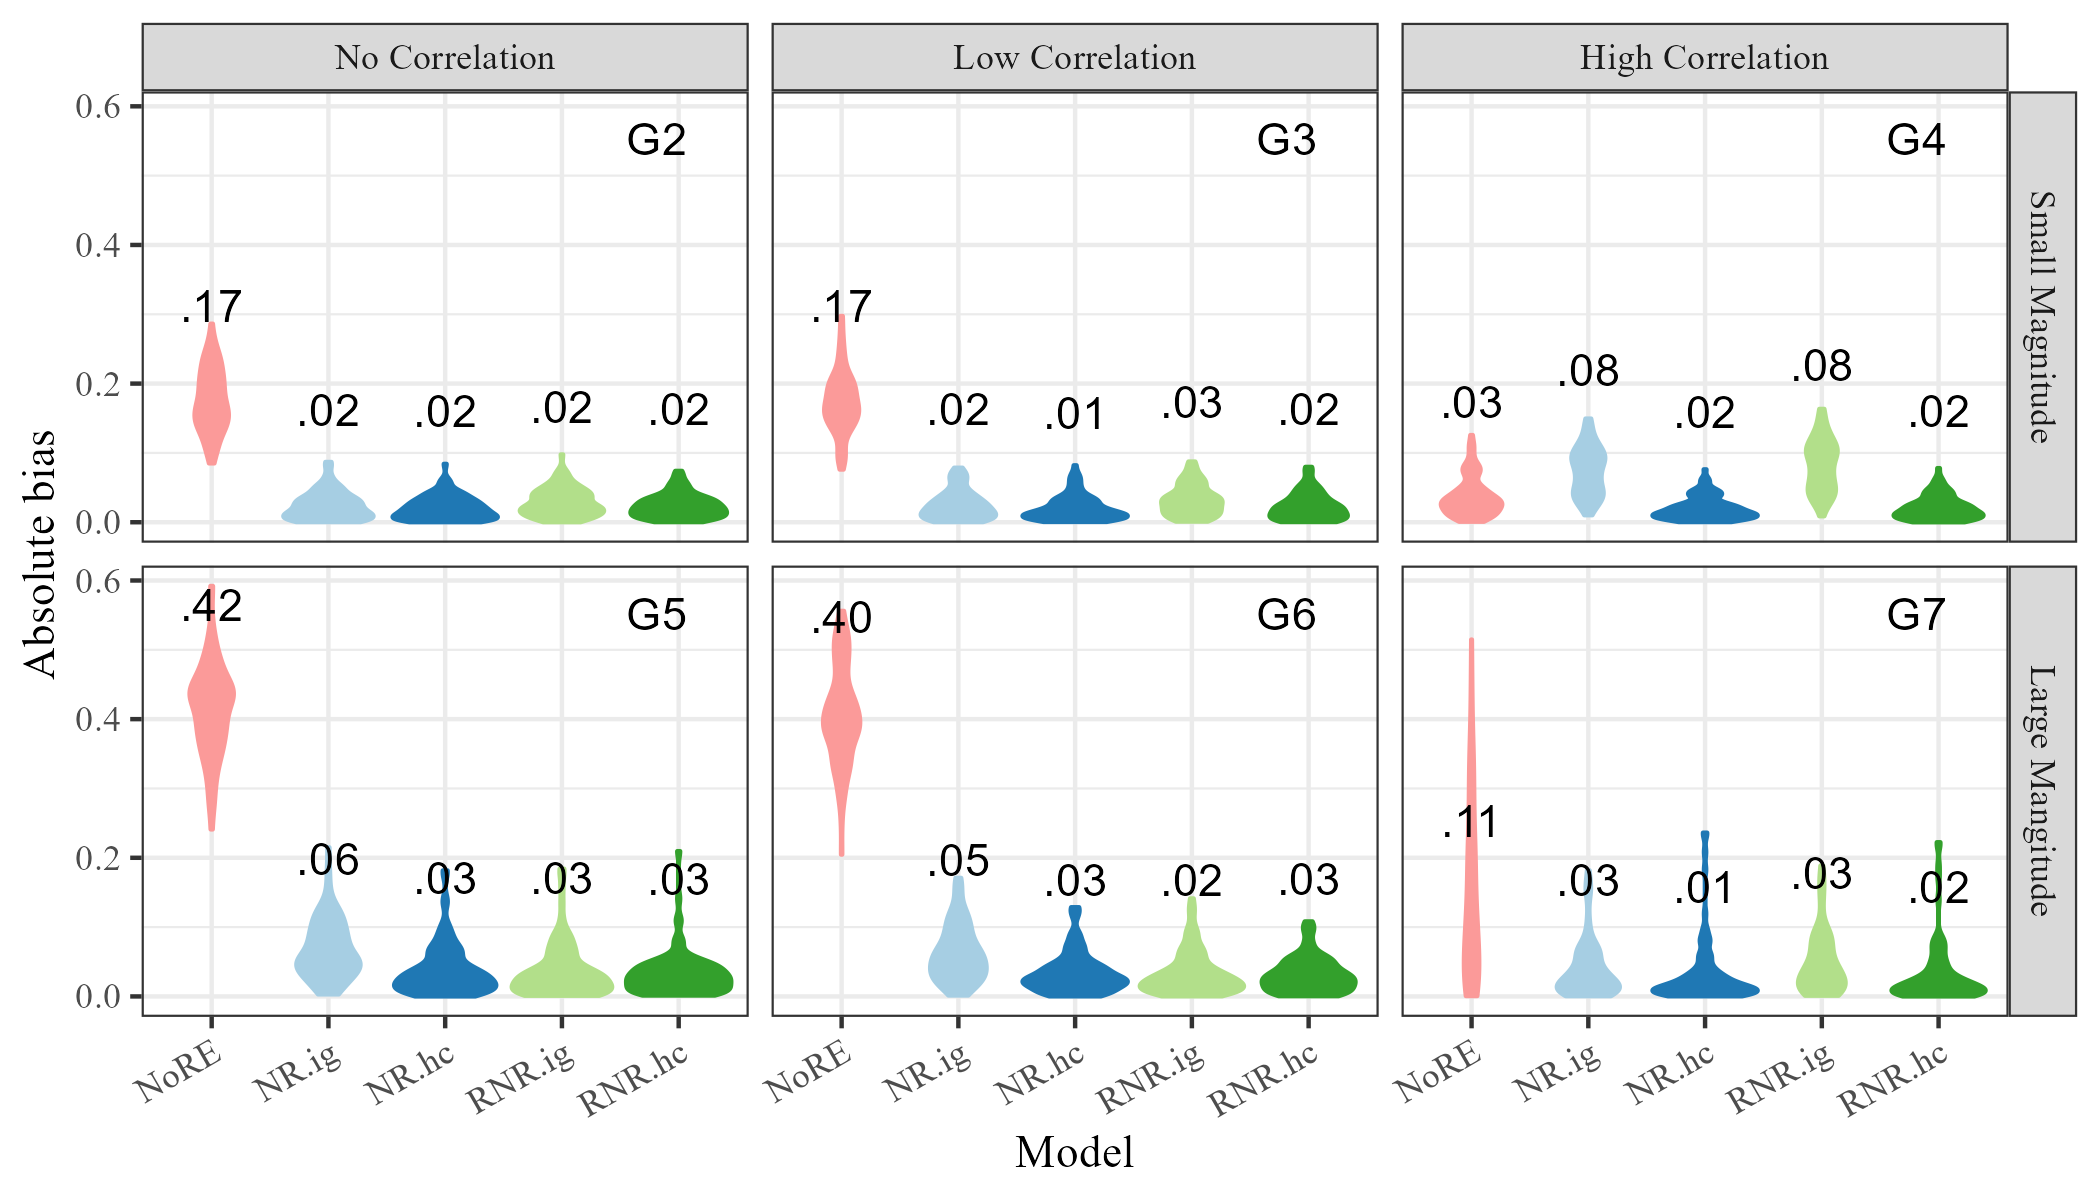 No Correlation
Low Correlation
High Correlation
Absolute bias
0.6
0.4
0.2
0.0
G2
.17
.02
.02
.02
.02
G3
.17
.02
.01
.03
.02
G4
.03
.08
.02
.08
.02
Small Magnitude
0.6
0.4
0.2
0.0
G5
.42
.06
.03
.03
.03
G6
.40
.05
.03
.02
.03
G7
.11
.03
.01
.03
.02
Large Mangitude
NoRE
NR.ig
NR.hc
RNR.ig
RNR.hc
NoRE
NR.ig
NR.hc
RNR.ig
RNR.hc
NoRE
NR.ig
NR.hc
RNR.ig
RNR.hc
Model